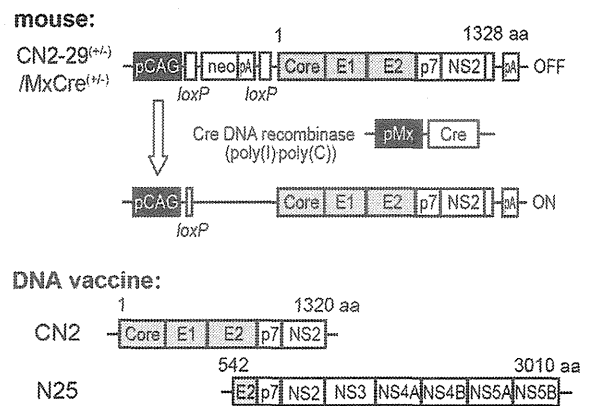 mouse:
1 1328 aa
CN2-29(+/-) pCAG neo pA Core E1 E2 p7 NS2 pA OFF
/MxCre(+/-)
loxP loxP
Cre DNA recombinase pMx Cre
(poly(I)·poly(C))
pCAG Core E1 E2 p7 NS2 pA ON
loxP
DNA vaccine:
1 1320 aa
CN2 Core E1 E2 p7 NS2
542 3010 aa
N25 E2 p7 NS2 NS3 NS4A NS4B NS5A NS5B